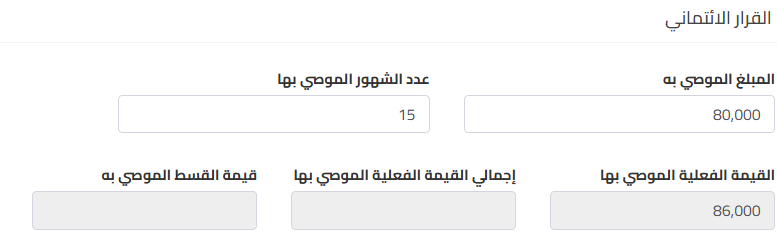 القرار الائتماني
المبلغ الموصي به
عدد الشهور الموصي بها
80,000
15
القيمة الفعلية الموصي بها
إجمالي القيمة الفعلية الموصي بها
قيمة القسط الموصي به
86,000